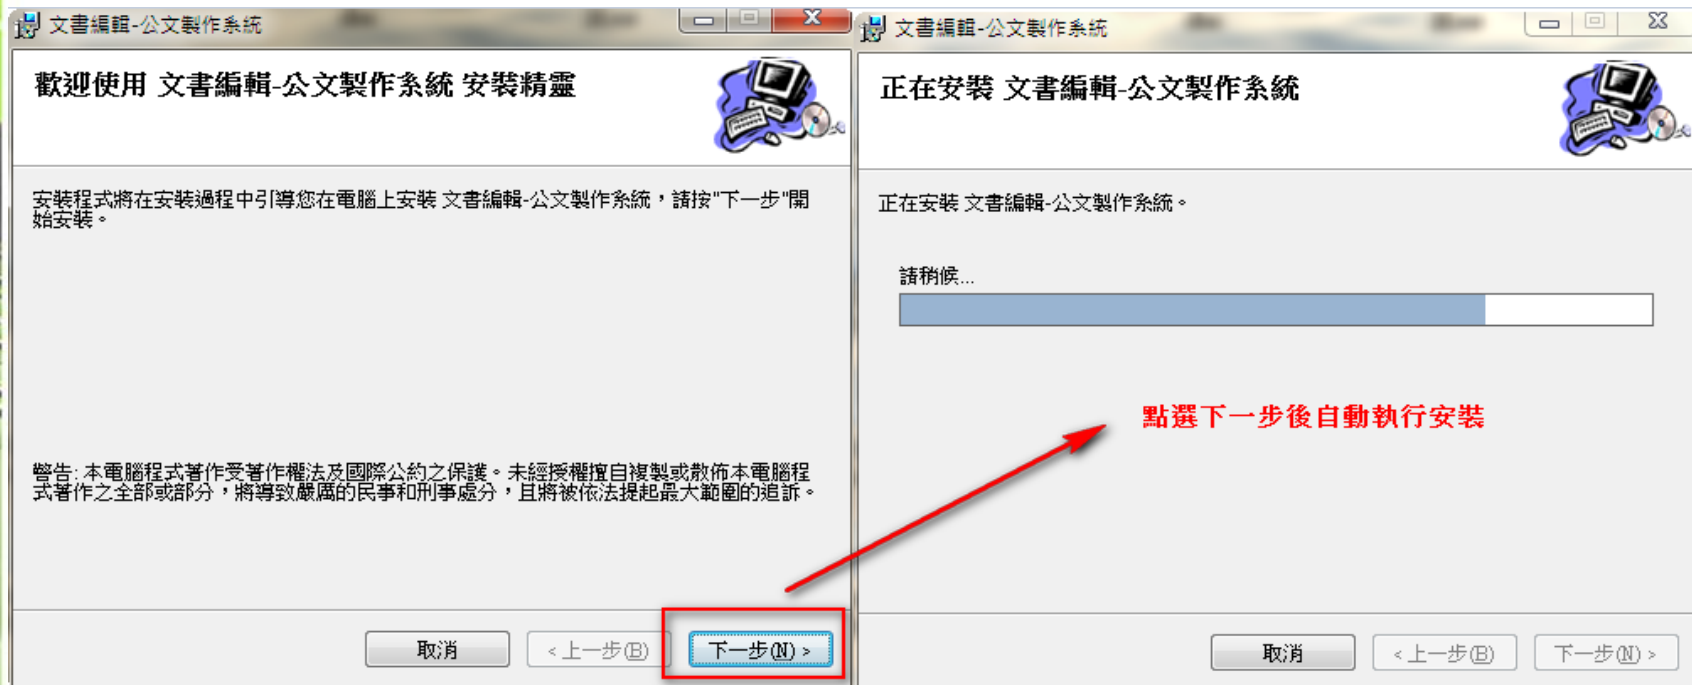 文書編輯-公文製作系統
歡迎使用 文書編輯-公文製作系統 安裝精靈
安裝程式將在安裝過程中引導您在電腦上安裝 文書編輯-公文製作系統，請按"下一步"開
始安裝。
警告: 本電腦程式著作受著作權法及國際公約之保護。未經授權擅自複製或散佈本電腦程
式著作之全部或部分，將導致嚴厲的民事和刑事處分，且將被依法提起最大範圍的追訴。
取消
<上一步(B)
下一步(N) >
文書編輯-公文製作系統
正在安裝 文書編輯-公文製作系統
正在安裝 文書編輯-公文製作系統。
請稍候...
點選下一步後自動執行安裝
取消
<上一步(B)
下一步(N) >